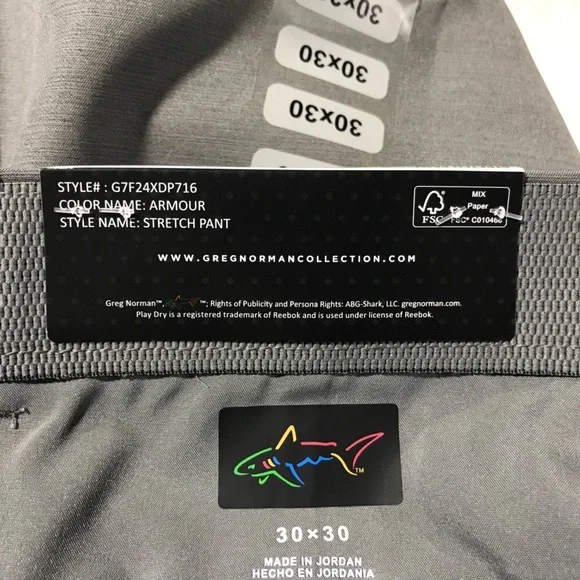 30x30
30x30
30x30
STYLE# : G7F24XDP716
COLOR NAME: ARMOUR
STYLE NAME: STRETCH PANT
MIX
Paper
FSC
FSC® C010468
WWW.GREGNORMANCOLLECTION.COM
Greg Norman™, ™; Rights of Publicity and Persona Rights: ABG-Shark, LLC. gregnorman.com.
Play Dry is a registered trademark of Reebok and is used under license of Reebok.
TM
30×30
MADE IN JORDAN
HECHO EN JORDANIA